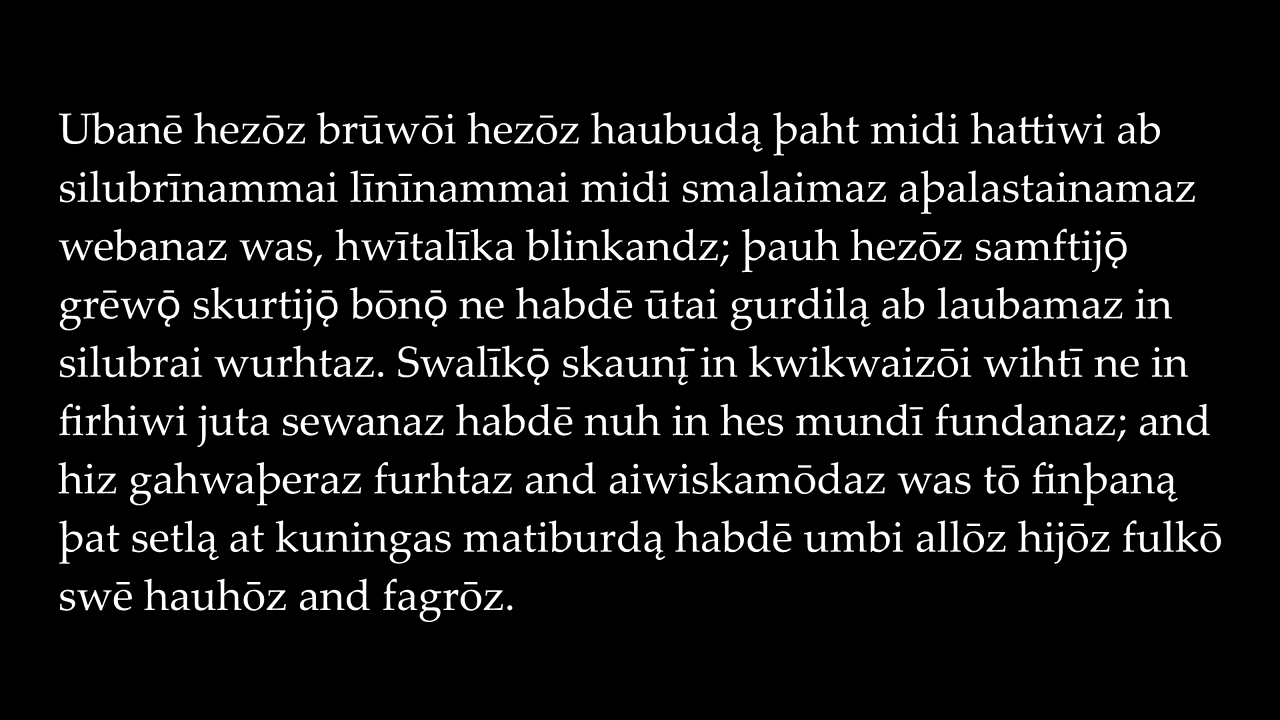 Ubanē hezōz brūwōi hezōz haubudą þaht midi hattiwi ab
silubrīnammai līnīnammai midi smalaimaz aþalastainamaz
webanaz was, hwītalīka blinkandz; þauh hezōz samftijǭ
grēwǭ skurtijǭ bōnǭ ne habdē ūtai gurdilą ab laubamaz in
silubrai wurhtaz. Swalīkǭ skaunį̄ in kwikwaizōi wihtī ne in
firhiwi juta sewanaz habdē nuh in hes mundī fundanaz; and
hiz gahwaþeraz furhtaz and aiwiskamōdaz was tō finþaną
þat setlą at kuningas matiburdą habdē umbi allōz hijōz fulkō
swē hauhōz and fagrōz.